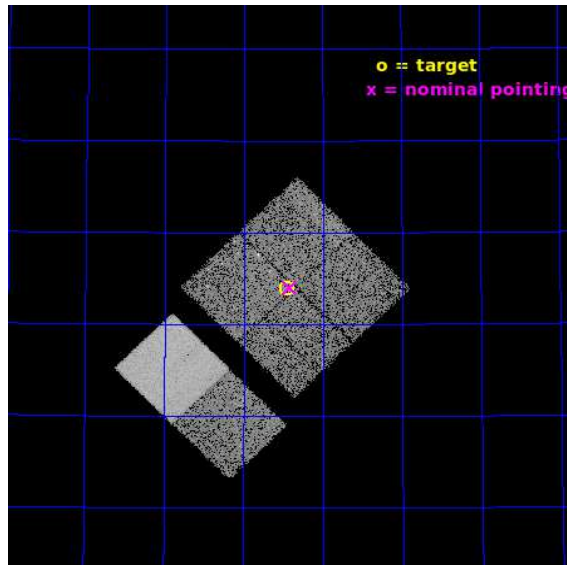 o = target
x = nominal pointing